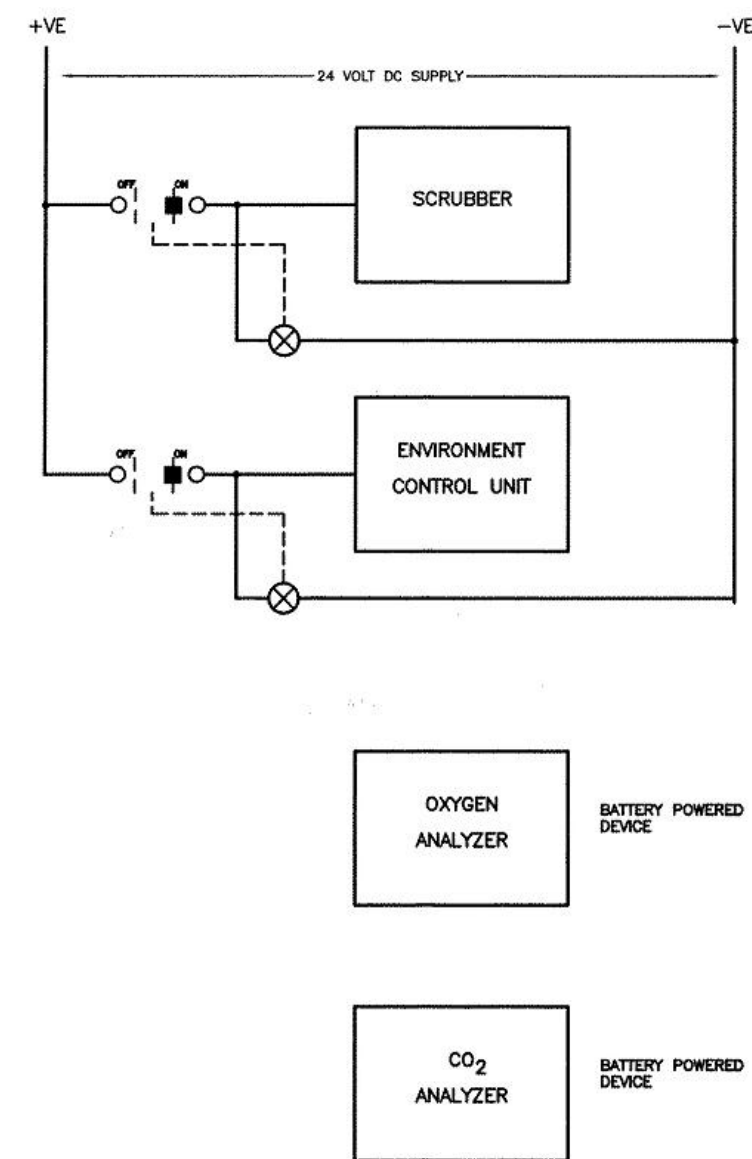 +VE
-VE
24 VOLT DC SUPPLY
OFF
ON
SCRUBBER
OFF
ON
ENVIRONMENT
CONTROL UNIT
OXYGEN
ANALYZER
BATTERY POWERED
DEVICE
CO₂
ANALYZER
BATTERY POWERED
DEVICE